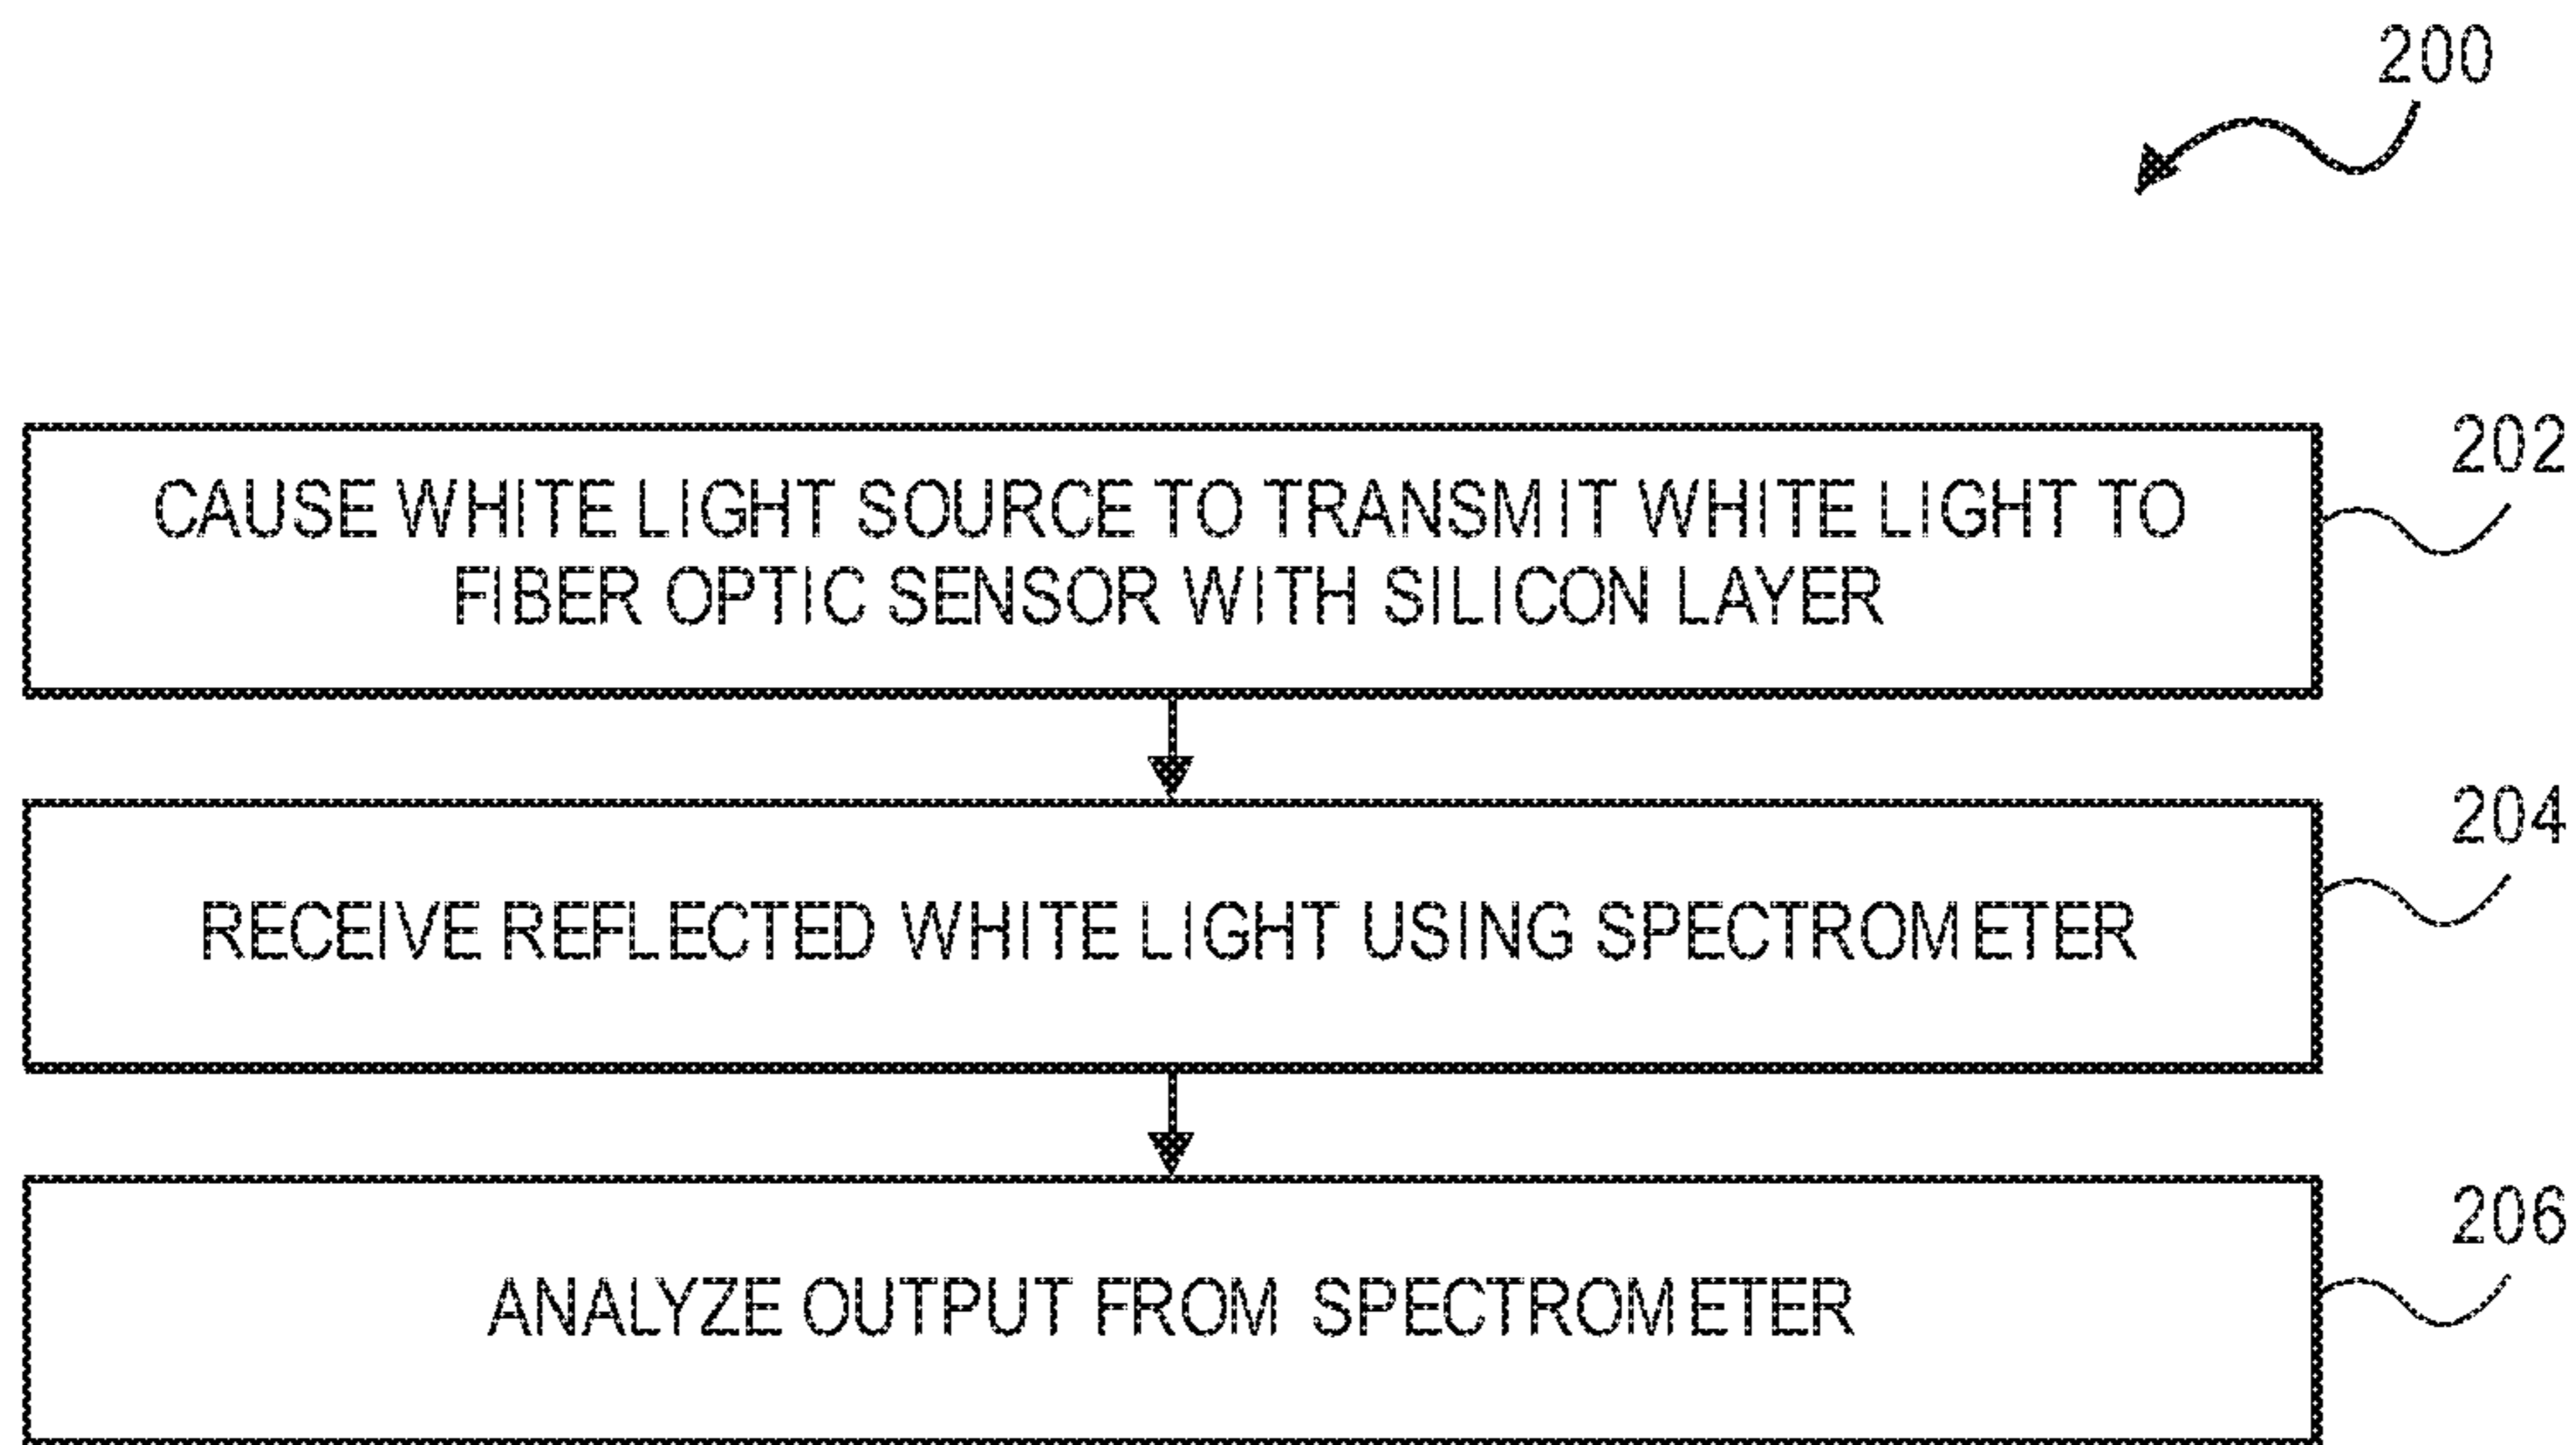 200
202
CAUSE WHITE LIGHT SOURCE TO TRANSMIT WHITE LIGHT TO
FIBER OPTIC SENSOR WITH SILICON LAYER
204
RECEIVE REFLECTED WHITE LIGHT USING SPECTROMETER
206
ANALYZE OUTPUT FROM SPECTROMETER